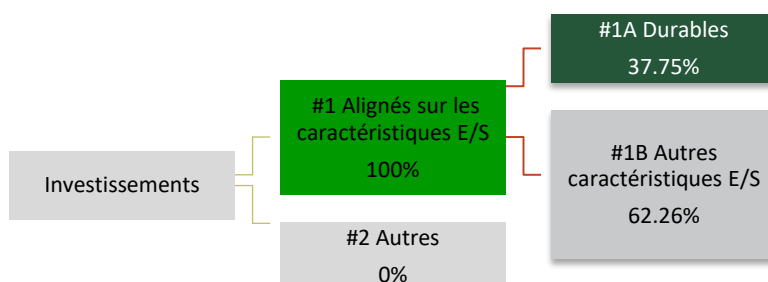 Investissements
#1 Alignés sur les
caractéristiques E/S
100%
#2 Autres
0%
#1A Durables
37.75%
#1B Autres
caractéristiques E/S
62.26%